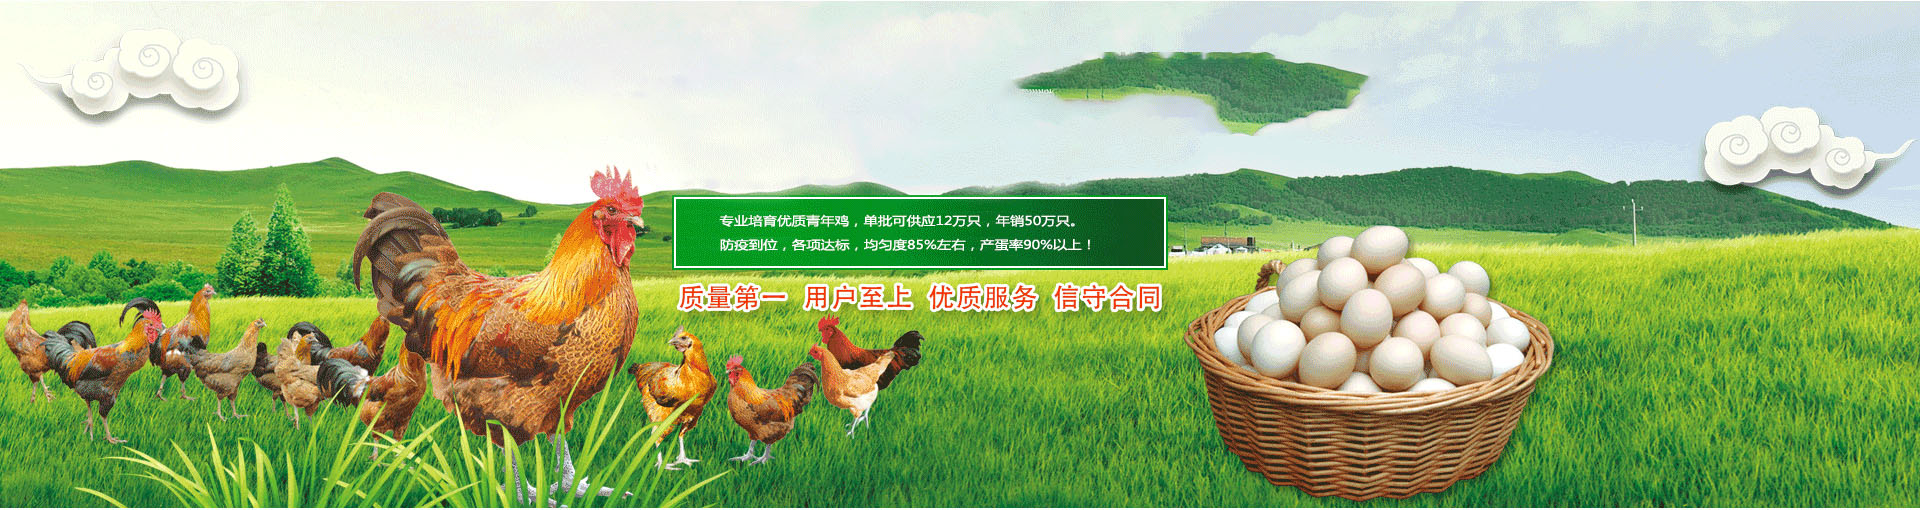 专业培育优质青年鸡，单批可供应12万只，年销50万只。
防疫到位，各项达标，均匀度85%左右，产蛋率90%以上！
质量第一 用户至上 优质服务 信守合同